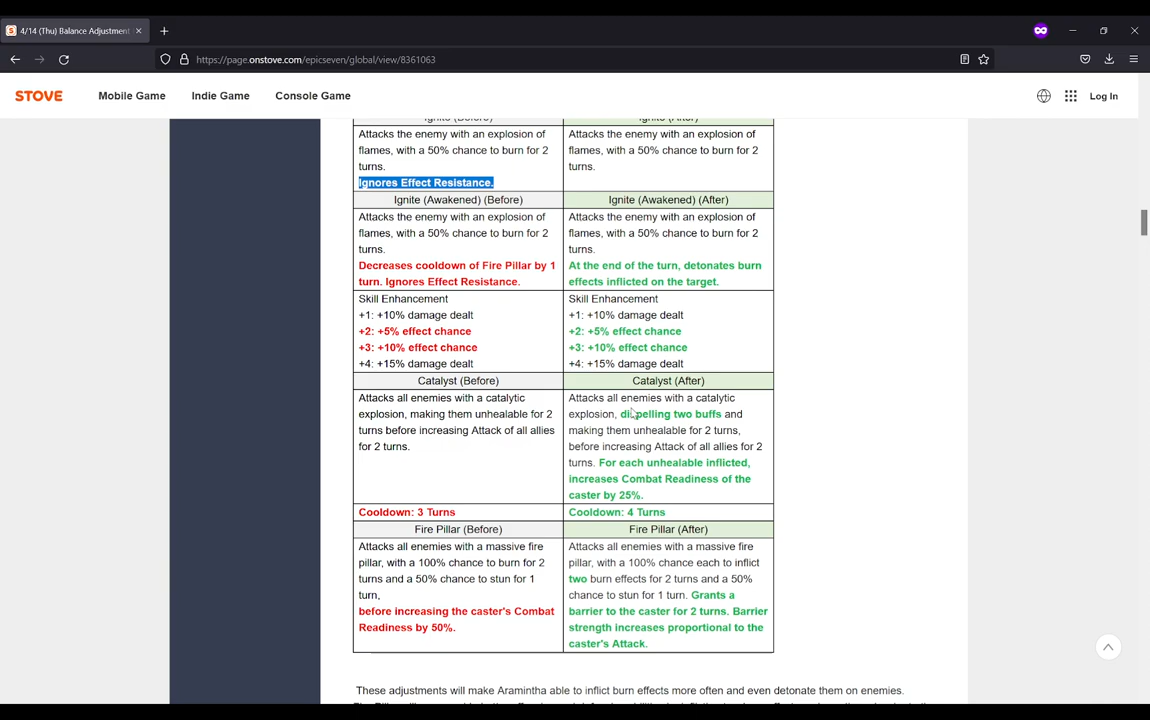 4/14 (Thu) Balance Adjustment
https://page.onstove.com/epicseven/global/view/8361063
STOVE
Mobile Game
Indie Game
Console Game
Log In
Ignite (Before)
Ignite (After)
Attacks the enemy with an explosion of
flames, with a 50% chance to burn for 2
turns.
Ignores Effect Resistance.
Attacks the enemy with an explosion of
flames, with a 50% chance to burn for 2
turns.
Ignite (Awakened) (Before)
Ignite (Awakened) (After)
Attacks the enemy with an explosion of
flames, with a 50% chance to burn for 2
turns.
Decreases cooldown of Fire Pillar by 1
turn. Ignores Effect Resistance.
Attacks the enemy with an explosion of
flames, with a 50% chance to burn for 2
turns.
At the end of the turn, detonates burn
effects inflicted on the target.
Skill Enhancement
+1: +10% damage dealt
+2: +5% effect chance
+3: +10% effect chance
+4: +15% damage dealt
Skill Enhancement
+1: +10% damage dealt
+2: +5% effect chance
+3: +10% effect chance
+4: +15% damage dealt
Catalyst (Before)
Catalyst (After)
Attacks all enemies with a catalytic
explosion, making them unhealable for 2
turns before increasing Attack of all allies
for 2 turns.
Attacks all enemies with a catalytic
explosion, dispelling two buffs and
making them unhealable for 2 turns,
before increasing Attack of all allies for 2
turns. For each unhealable inflicted,
increases Combat Readiness of the
caster by 25%.
Cooldown: 3 Turns
Cooldown: 4 Turns
Fire Pillar (Before)
Fire Pillar (After)
Attacks all enemies with a massive fire
pillar, with a 100% chance to burn for 2
turns and a 50% chance to stun for 1
turn,
before increasing the caster's Combat
Readiness by 50%.
Attacks all enemies with a massive fire
pillar, with a 100% chance each to inflict
two burn effects for 2 turns and a 50%
chance to stun for 1 turn. Grants a
barrier to the caster for 2 turns. Barrier
strength increases proportional to the
caster's Attack.
These adjustments will make Aramintha able to inflict burn effects more often and even detonate them on enemies.